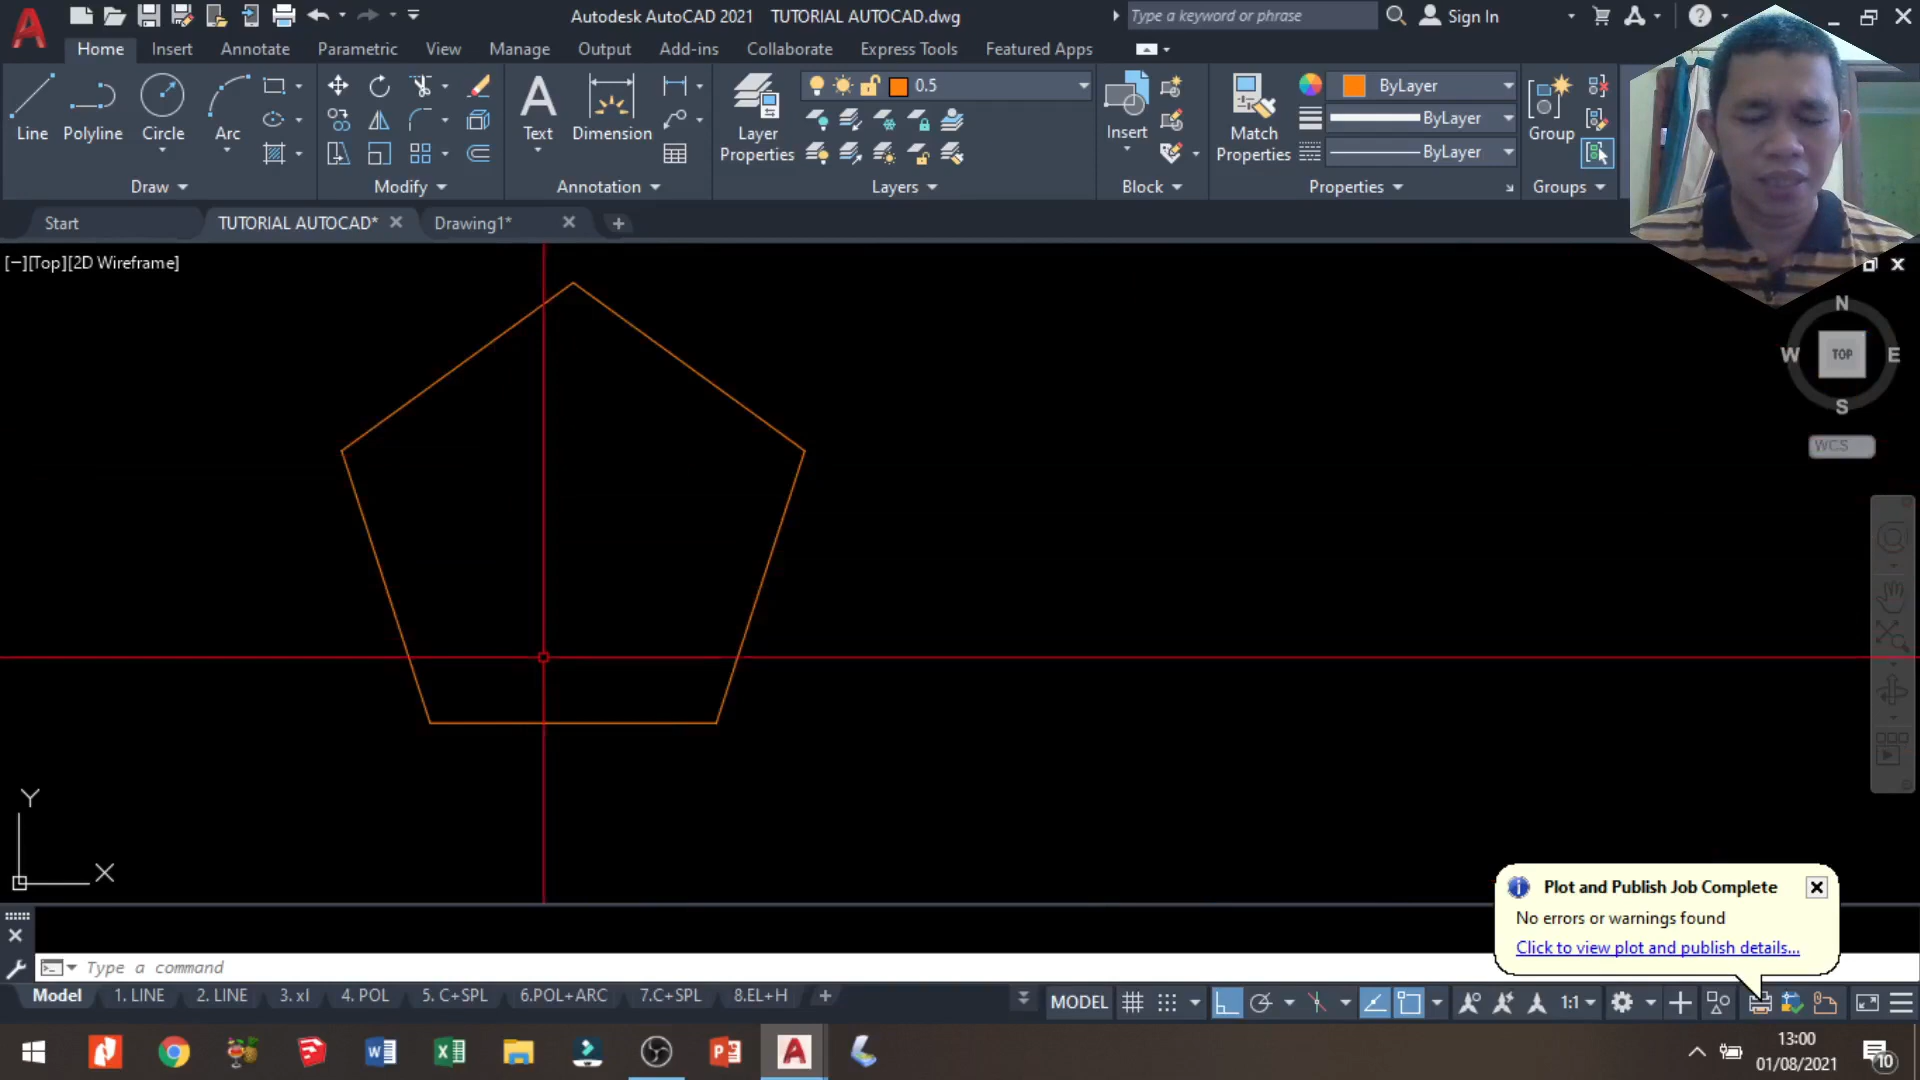 Autodesk AutoCAD 2021 TUTORIAL AUTOCAD.dwg
Type a keyword or phrase
Sign In
Home Insert Annotate Parametric View Manage Output Add-ins Collaborate Express Tools Featured Apps
Line Polyline Circle Arc
Text Dimension
Layer Properties
0.5
Insert
Match Properties
ByLayer
ByLayer
ByLayer
Group
Draw Modify Annotation Layers Block Properties Groups
Start TUTORIAL AUTOCAD* Drawing1*
[−][Top][2D Wireframe]
N
W TOP E
S
WCS
Y
X
Plot and Publish Job Complete
No errors or warnings found
Click to view plot and publish details...
Type a command
Model 1. LINE 2. LINE 3. xl 4. POL 5. C+SPL 6.POL+ARC 7.C+SPL 8.EL+H
MODEL 1:1
13:00
01/08/2021
10